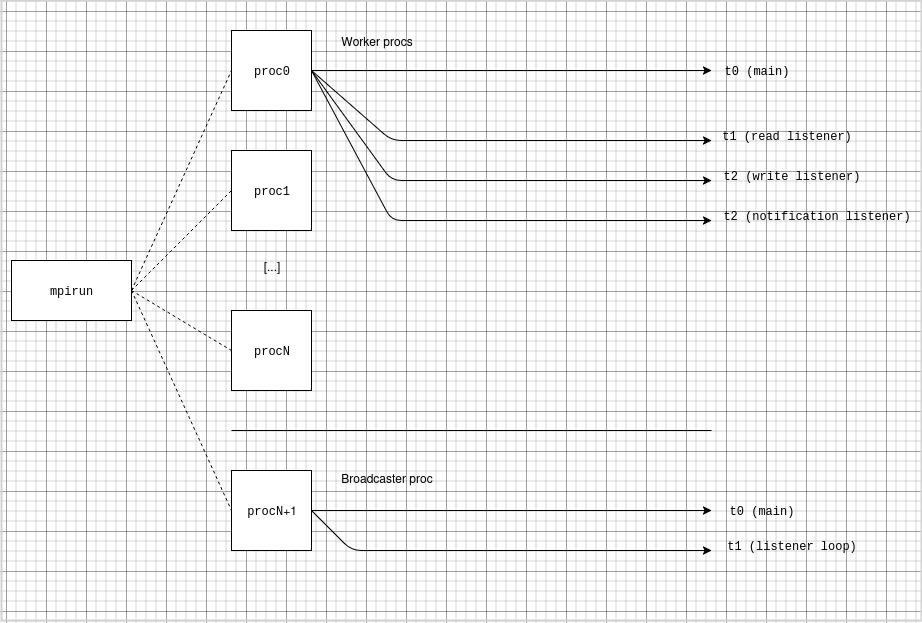 Worker procs
proc0
t0 (main)
t1 (read listener)
t2 (write listener)
proc1
t2 (notification listener)
[...]
mpirun
procN
Broadcaster proc
procN+1
t0 (main)
t1 (listener loop)